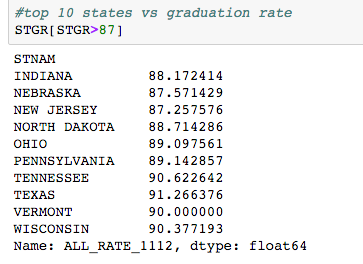 #top 10 states vs graduation rate
STGR[STGR>87]
STNAM
INDIANA 88.172414
NEBRASKA 87.571429
NEW JERSEY 87.257576
NORTH DAKOTA 88.714286
OHIO 89.097561
PENNSYLVANIA 89.142857
TENNESSEE 90.622642
TEXAS 91.266376
VERMONT 90.000000
WISCONSIN 90.377193
Name: ALL_RATE_1112, dtype: float64